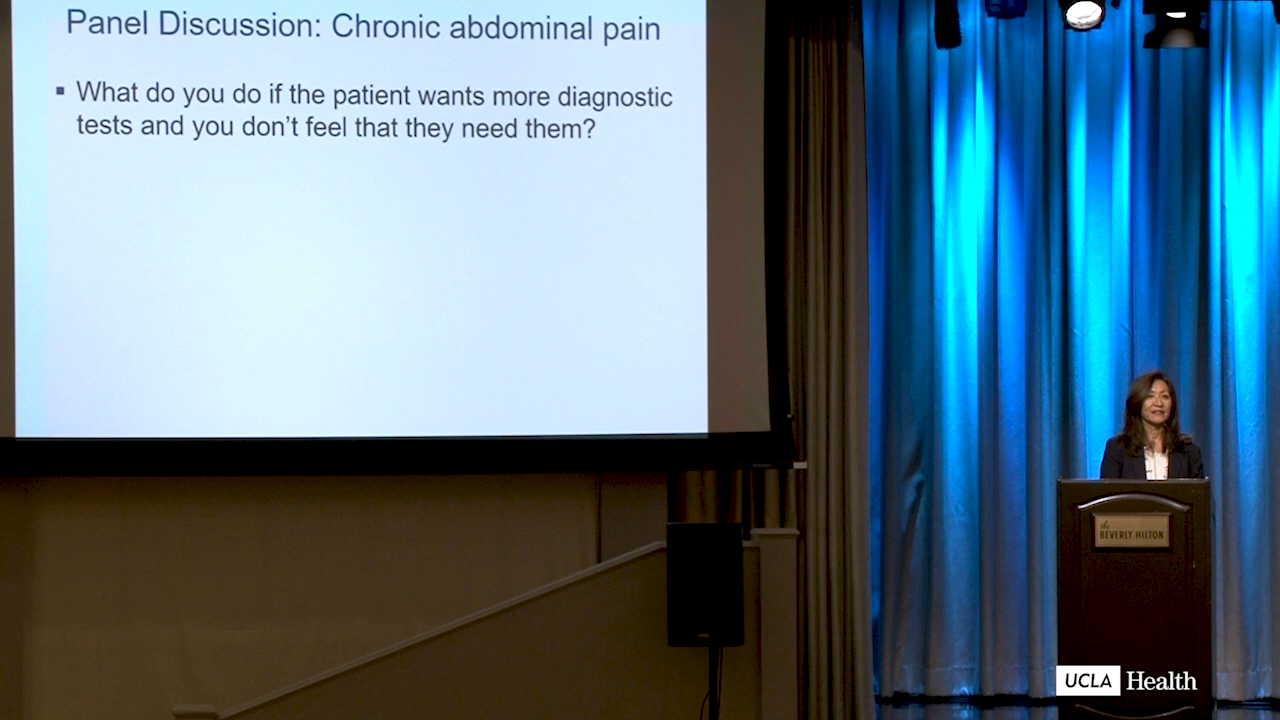 Panel Discussion: Chronic abdominal pain
▪ What do you do if the patient wants more diagnostic
tests and you don't feel that they need them?
the
BEVERLY HILTON
UCLA Health